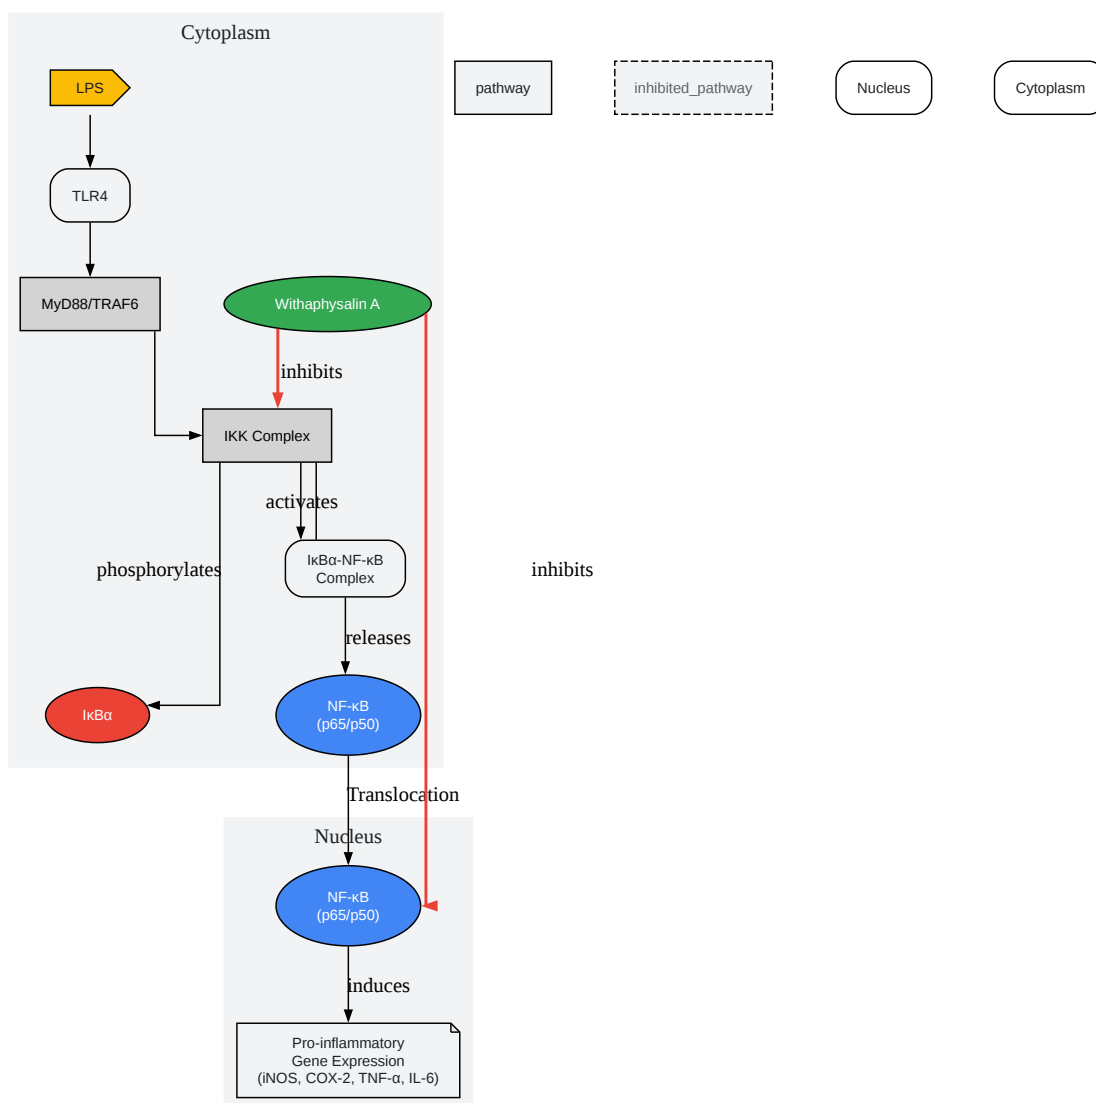 Cytoplasm
LPS
pathway
inhibited_pathway
Nucleus
Cytoplasm
TLR4
MyD88/TRAF6
Withaphysalin A
inhibits
IKK Complex
activates
IκBα-NF-κB
Complex
phosphorylates
inhibits
releases
IκBα
NF-κB
(p65/p50)
Translocation
Nucleus
NF-κB
(p65/p50)
induces
Pro-inflammatory
Gene Expression
(iNOS, COX-2, TNF-α, IL-6)